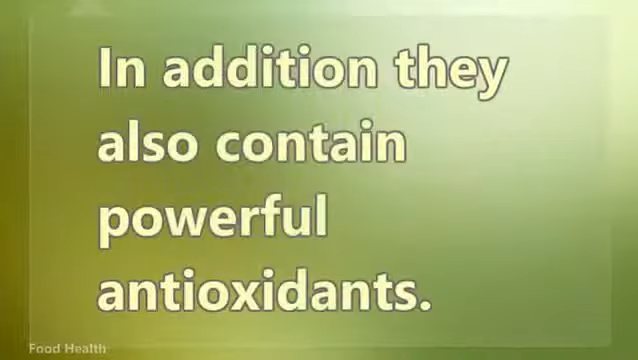 In addition they
also contain
powerful
antioxidants.
Food Health